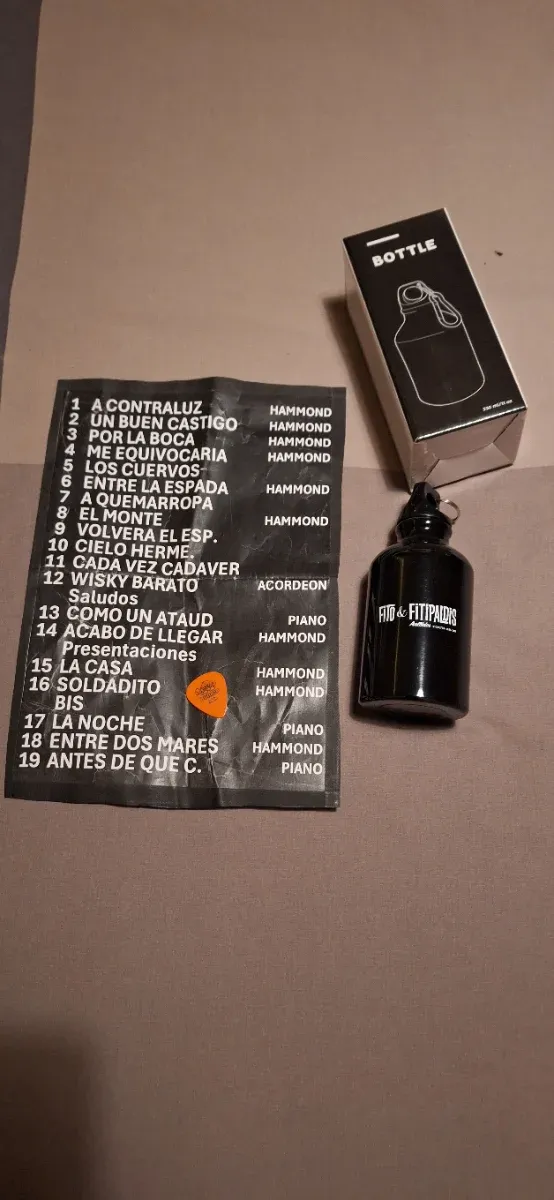 BOTTLE
1 A CONTRALUZ HAMMOND
2 UN BUEN CASTIGO HAMMOND
3 POR LA BOCA HAMMOND
4 ME EQUIVOCARIA HAMMOND
5 LOS CUERVOS
6 ENTRE LA ESPADA HAMMOND
7 A QUEMARROPA
8 EL MONTE HAMMOND
9 VOLVERA EL ESP.
10 CIELO HERME.
11 CADA VEZ CADAVER
12 WISKY BARATO ACORDEON
Saludos
13 COMO UN ATAUD PIANO
14 ACABO DE LLEGAR HAMMOND
Presentaciones
15 LA CASA HAMMOND
16 SOLDADITO HAMMOND
BIS
17 LA NOCHE PIANO
18 ENTRE DOS MARES HAMMOND
19 ANTES DE QUE C. PIANO
FITO & FITIPALDIS